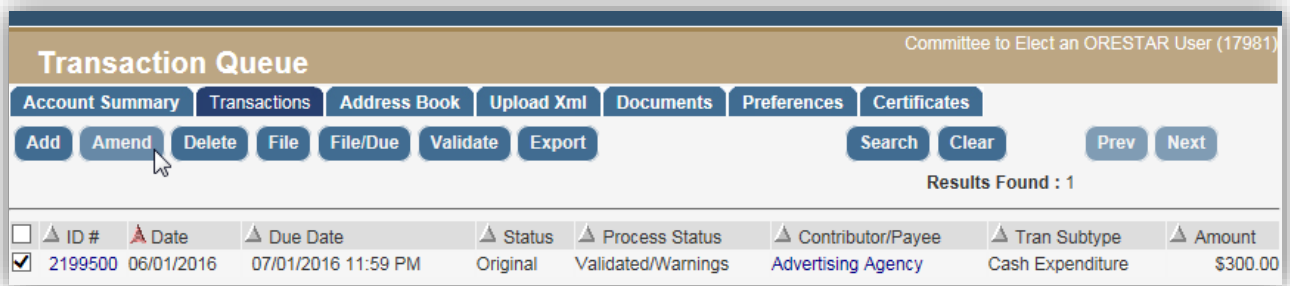 Committee to Elect an ORESTAR User (17981)
Transaction Queue
Account Summary Transactions Address Book Upload Xml Documents Preferences Certificates
Add Amend Delete File File/Due Validate Export Search Clear Prev Next
Results Found : 1
ID # Date Due Date Status Process Status Contributor/Payee Tran Subtype Amount
2199500 06/01/2016 07/01/2016 11:59 PM Original Validated/Warnings Advertising Agency Cash Expenditure $300.00